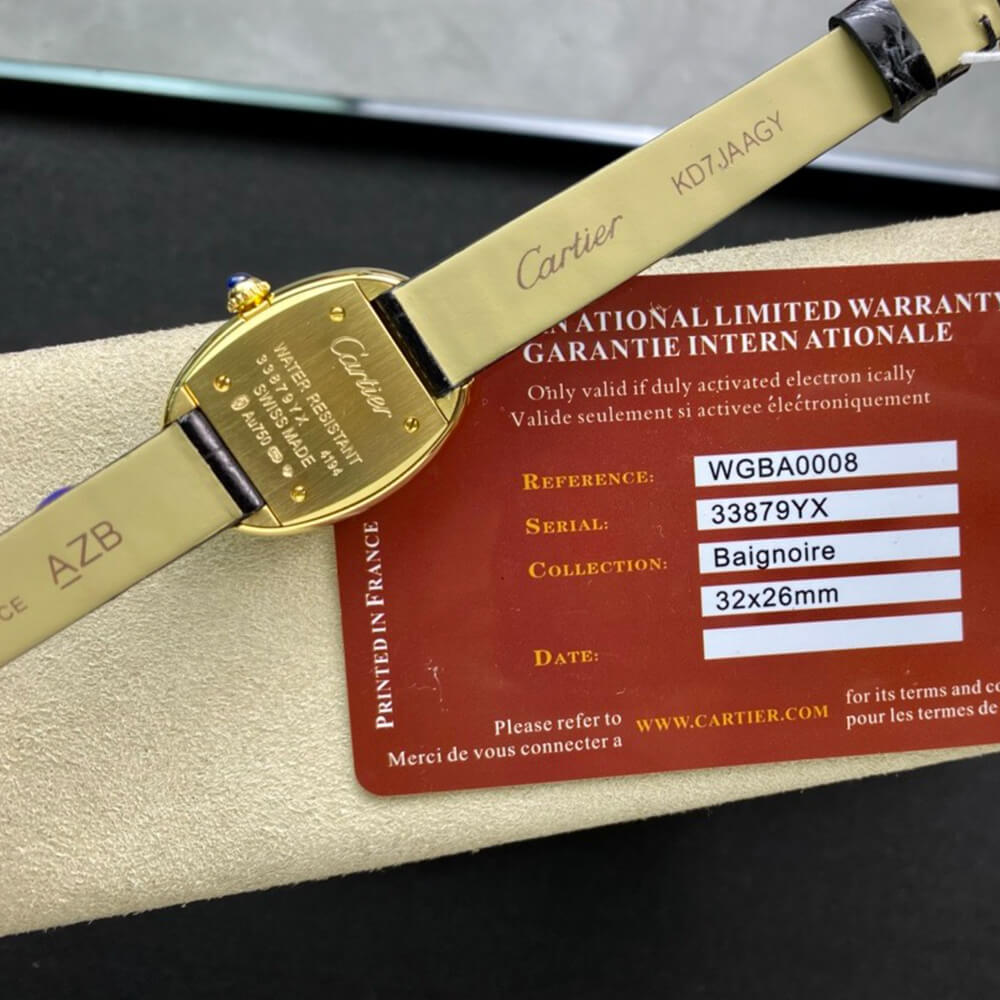 KD7JAAGY
Cartier
Cartier
WATER RESISTANT
33879YX 4194
SWISS MADE
Au750
AZB
CE
NATIONAL LIMITED WARRANTY
GARANTIE INTERN ATIONALE
Only valid if duly activated electron ically
Valide seulement si activee électroniquement
REFERENCE: WGBA0008
SERIAL: 33879YX
COLLECTION: Baignoire
32x26mm
DATE:
PRINTED IN FRANCE
Please refer to WWW.CARTIER.COM for its terms and co
Merci de vous connecter a pour les termes de